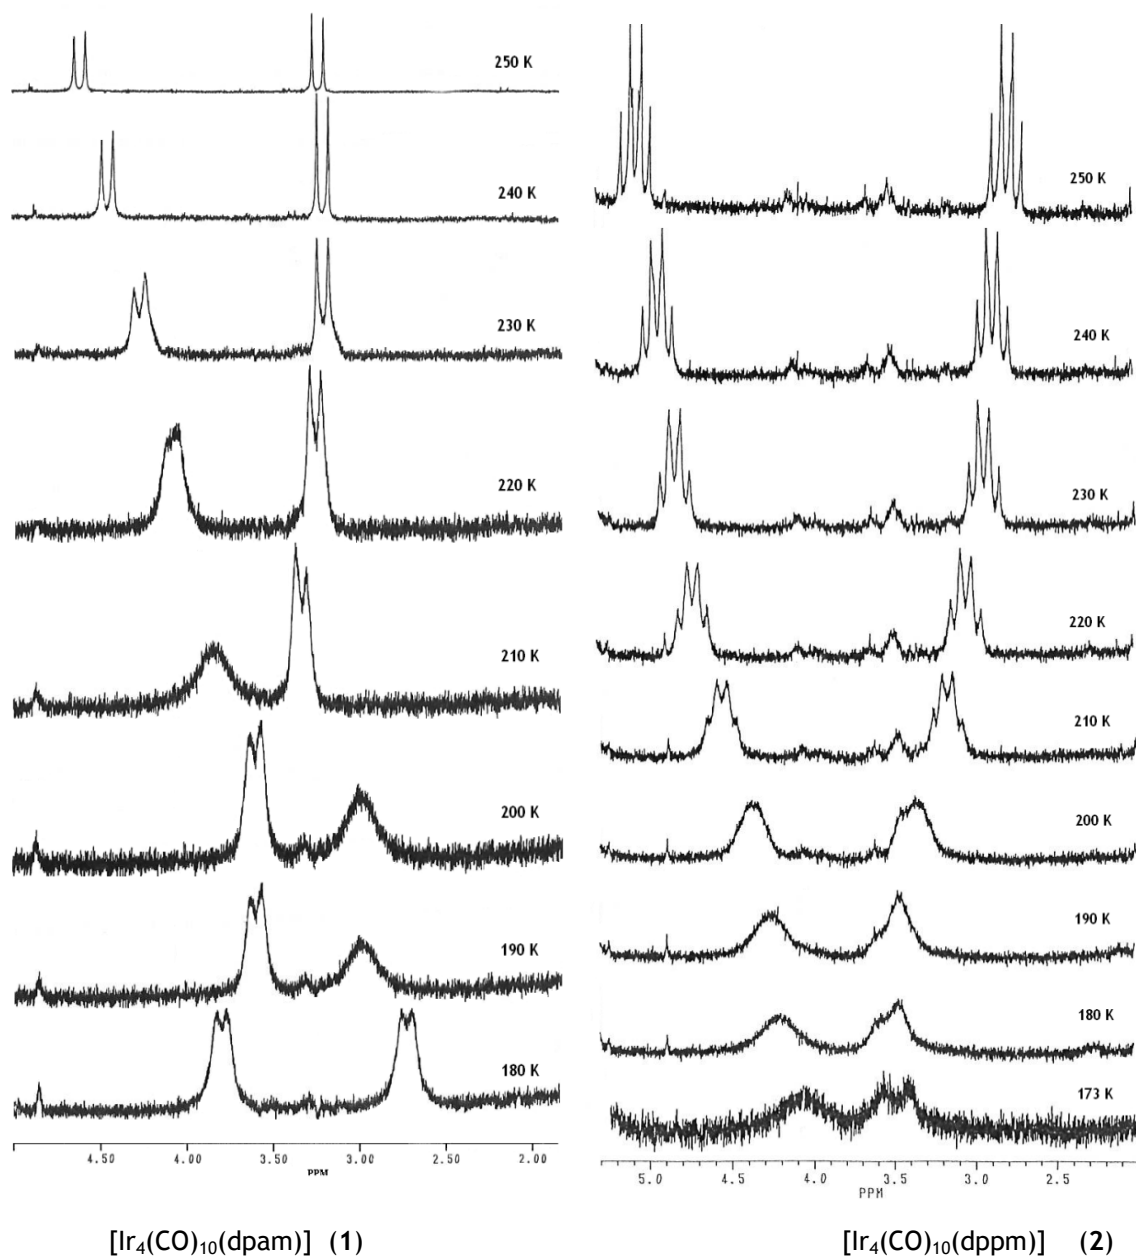 250 K
240 K
230 K
220 K
210 K
200 K
190 K
180 K
4.50 4.00 3.50 3.00 2.50 2.00
PPM
[Ir₄(CO)₁₀(dpam)] (1)
250 K
240 K
230 K
220 K
210 K
200 K
190 K
180 K
173 K
5.0 4.5 4.0 3.5 3.0 2.5
PPM
[Ir₄(CO)₁₀(dppm)] (2)